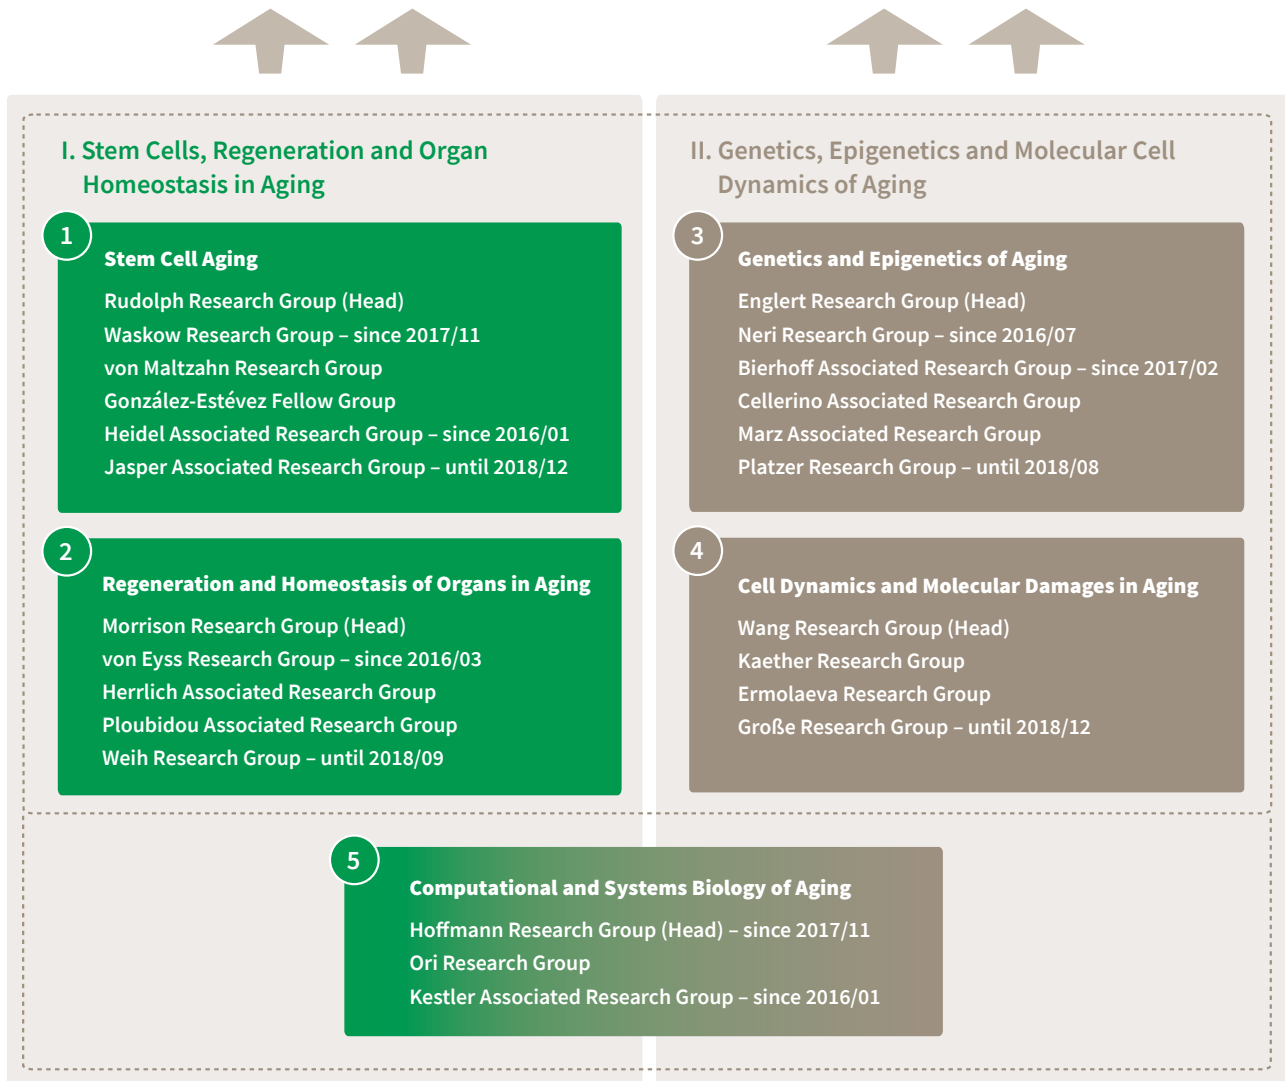 I. Stem Cells, Regeneration and Organ
Homeostasis in Aging
1
Stem Cell Aging
Rudolph Research Group (Head)
Waskow Research Group – since 2017/11
von Maltzahn Research Group
González-Estévez Fellow Group
Heidel Associated Research Group – since 2016/01
Jasper Associated Research Group – until 2018/12
2
Regeneration and Homeostasis of Organs in Aging
Morrison Research Group (Head)
von Eyss Research Group – since 2016/03
Herrlich Associated Research Group
Ploubidou Associated Research Group
Weih Research Group – until 2018/09
II. Genetics, Epigenetics and Molecular Cell
Dynamics of Aging
3
Genetics and Epigenetics of Aging
Englert Research Group (Head)
Neri Research Group – since 2016/07
Bierhoff Associated Research Group – since 2017/02
Cellerino Associated Research Group
Marz Associated Research Group
Platzer Research Group – until 2018/08
4
Cell Dynamics and Molecular Damages in Aging
Wang Research Group (Head)
Kaether Research Group
Ermolaeva Research Group
Große Research Group – until 2018/12
5
Computational and Systems Biology of Aging
Hoffmann Research Group (Head) – since 2017/11
Ori Research Group
Kestler Associated Research Group – since 2016/01